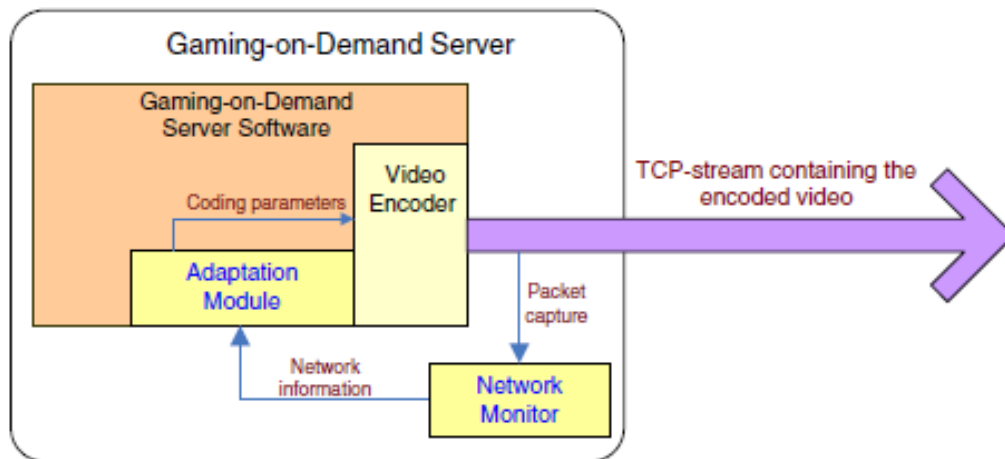 Gaming-on-Demand Server
Gaming-on-Demand
Server Software
Video
Encoder
Coding parameters
Adaptation
Module
TCP-stream containing the
encoded video
Packet
capture
Network
information
Network
Monitor